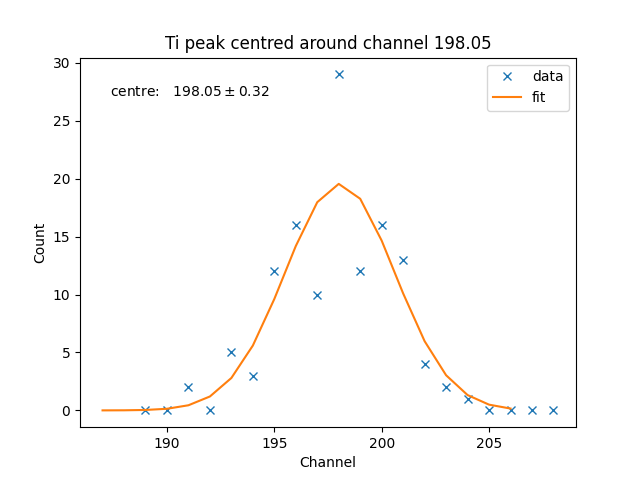 Ti peak centred around channel 198.05
centre: 198.05 ± 0.32
data
fit
30
25
20
15
10
5
0
Count
190 195 200 205
Channel